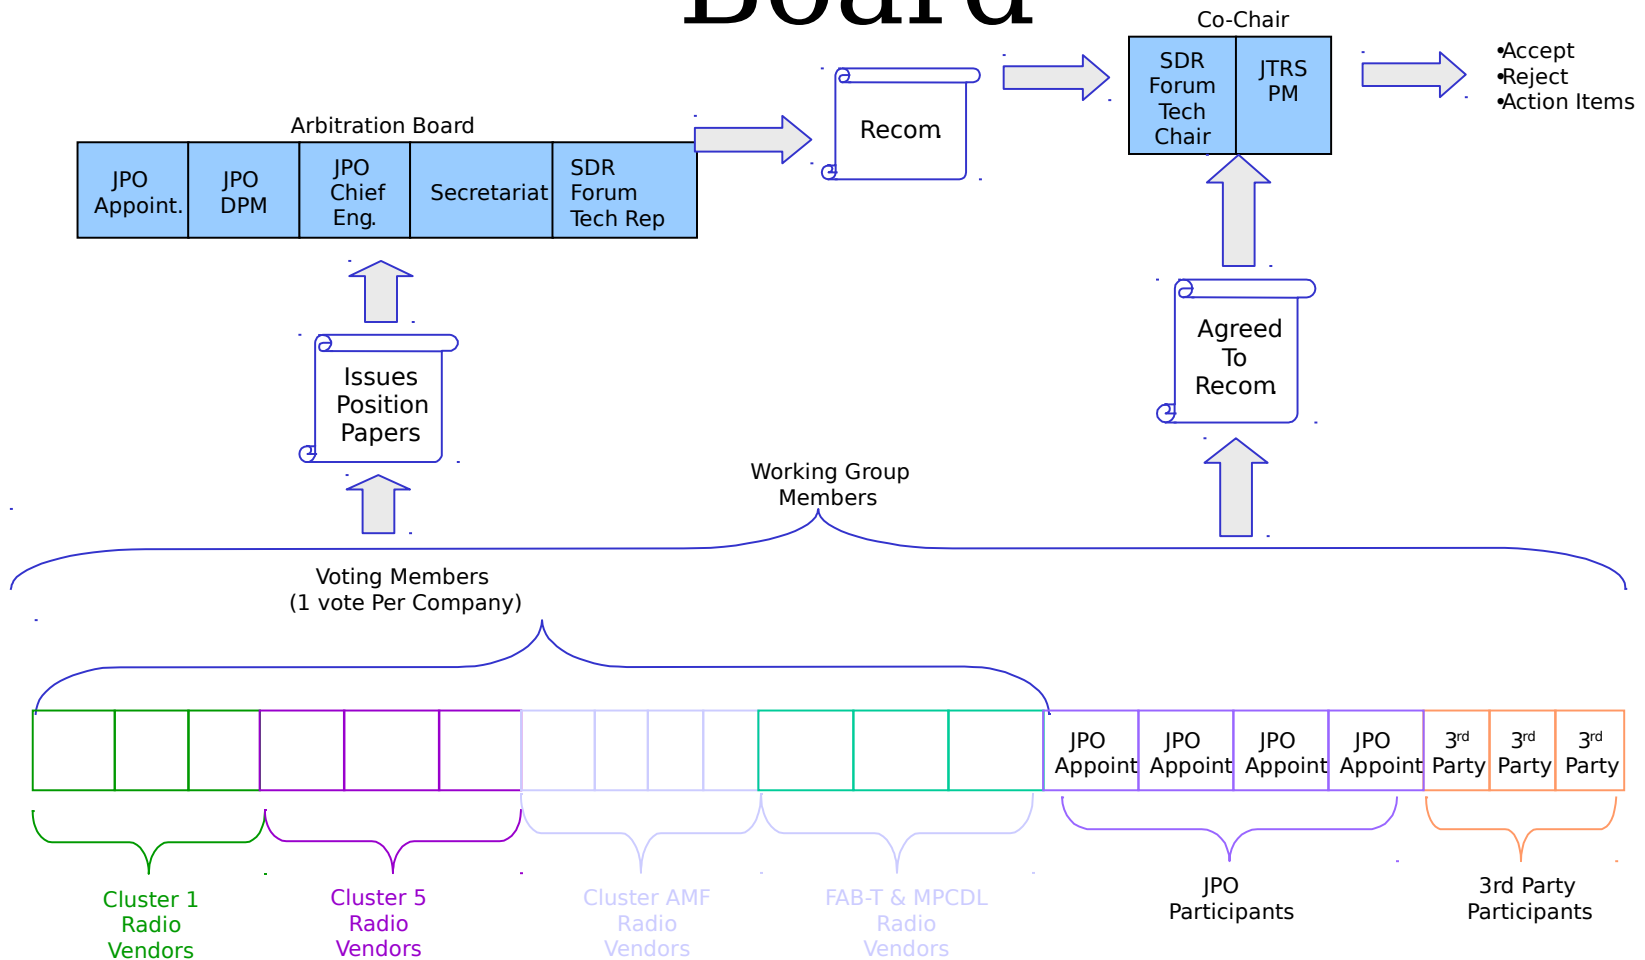 Board
Co-Chair
SDR
Forum
Tech
Chair
JTRS
PM
•Accept
•Reject
•Action Items
Recom.
Arbitration Board
JPO
Appoint.
JPO
DPM
JPO
Chief
Eng.
Secretariat
SDR
Forum
Tech Rep
Issues
Position
Papers
Agreed
To
Recom.
Working Group
Members
Voting Members
(1 vote Per Company)
JPO
Appoint
JPO
Appoint
JPO
Appoint
JPO
Appoint
3rd
Party
3rd
Party
3rd
Party
Cluster 1
Radio
Vendors
Cluster 5
Radio
Vendors
Cluster AMF
Radio
Vendors
FAB-T & MPCDL
Radio
Vendors
JPO
Participants
3rd Party
Participants